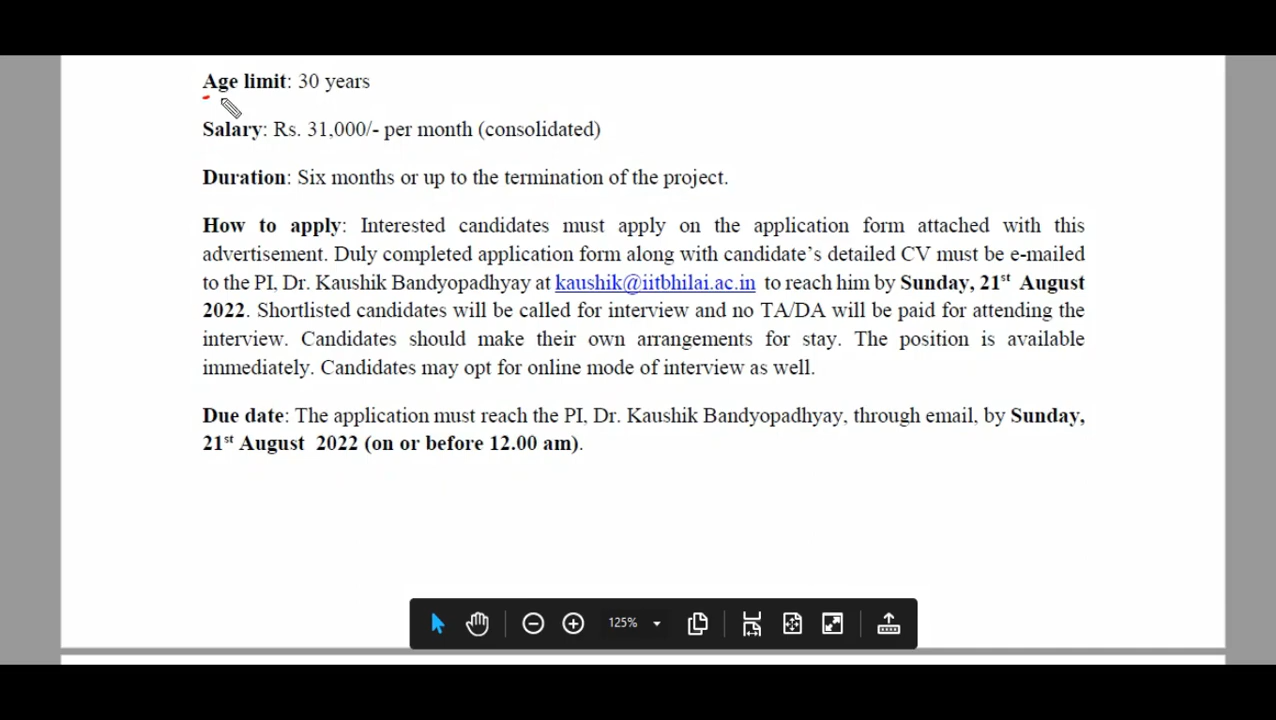 Age limit: 30 years
Salary: Rs. 31,000/- per month (consolidated)
Duration: Six months or up to the termination of the project.
How to apply: Interested candidates must apply on the application form attached with this
advertisement. Duly completed application form along with candidate’s detailed CV must be e-mailed
to the PI, Dr. Kaushik Bandyopadhyay at kaushik@iitbhilai.ac.in to reach him by Sunday, 21st August
2022. Shortlisted candidates will be called for interview and no TA/DA will be paid for attending the
interview. Candidates should make their own arrangements for stay. The position is available
immediately. Candidates may opt for online mode of interview as well.
Due date: The application must reach the PI, Dr. Kaushik Bandyopadhyay, through email, by Sunday,
21st August 2022 (on or before 12.00 am).
125%